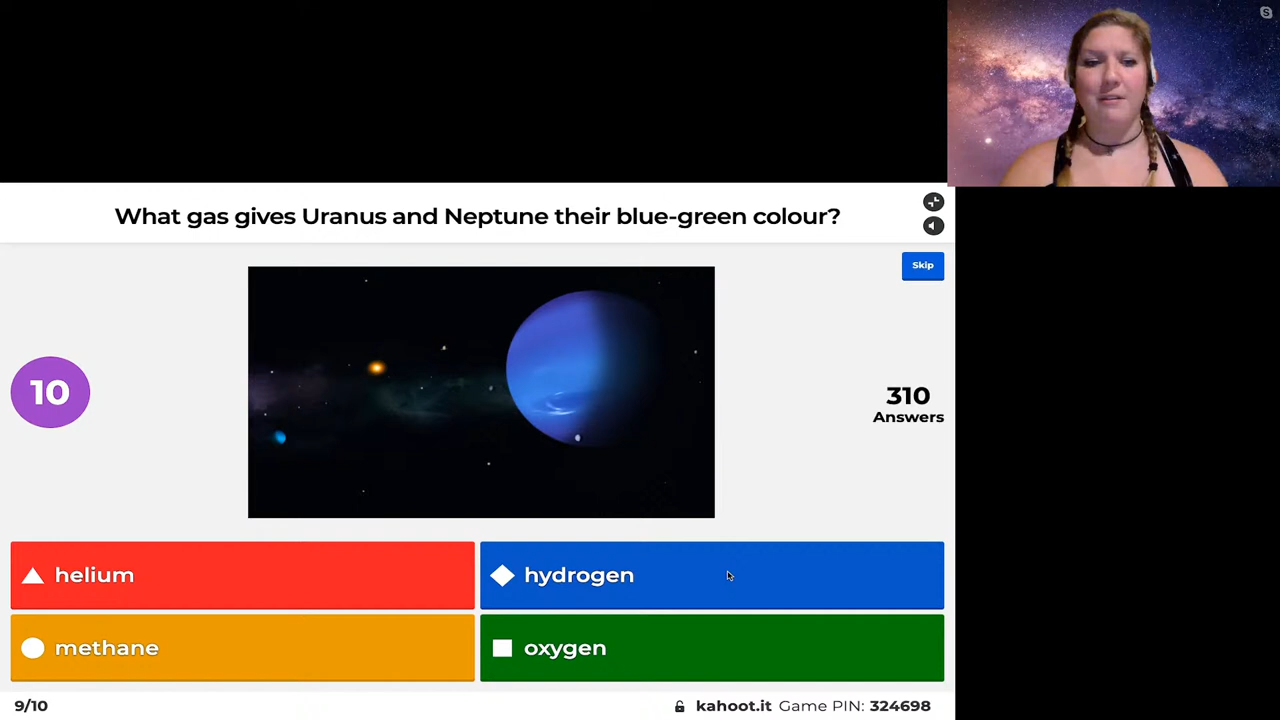 What gas gives Uranus and Neptune their blue-green colour?
Skip
10
310
Answers
helium
hydrogen
methane
oxygen
9/10
kahoot.it Game PIN: 324698